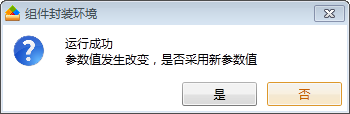 组件封装环境
运行成功
参数值发生改变，是否采用新参数值
是
否